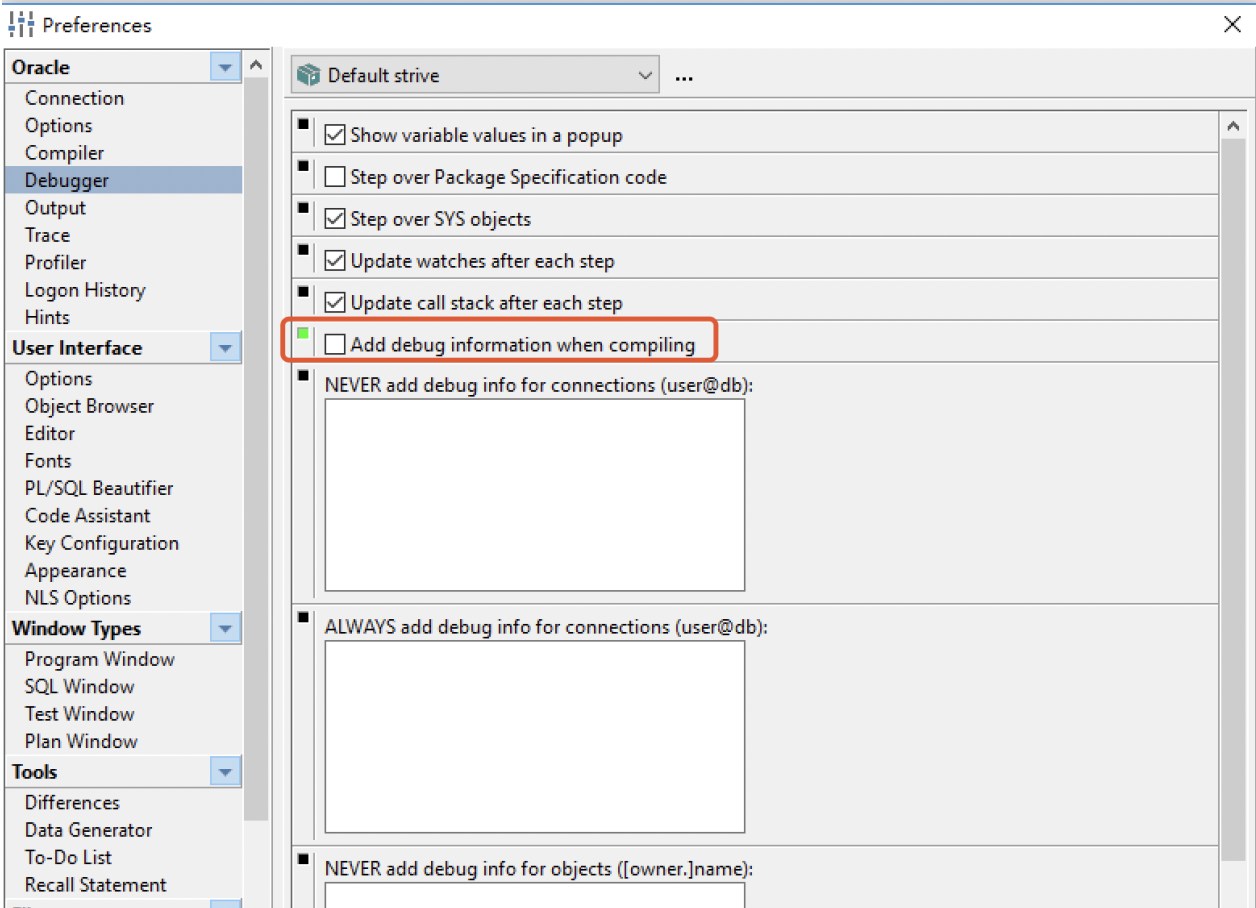 Preferences
Oracle
Connection
Options
Compiler
Debugger
Output
Trace
Profiler
Logon History
Hints
User Interface
Options
Object Browser
Editor
Fonts
PL/SQL Beautifier
Code Assistant
Key Configuration
Appearance
NLS Options
Window Types
Program Window
SQL Window
Test Window
Plan Window
Tools
Differences
Data Generator
To-Do List
Recall Statement
Default strive
...
Show variable values in a popup
Step over Package Specification code
Step over SYS objects
Update watches after each step
Update call stack after each step
Add debug information when compiling
NEVER add debug info for connections (user@db):
ALWAYS add debug info for connections (user@db):
NEVER add debug info for objects ([owner.]name):